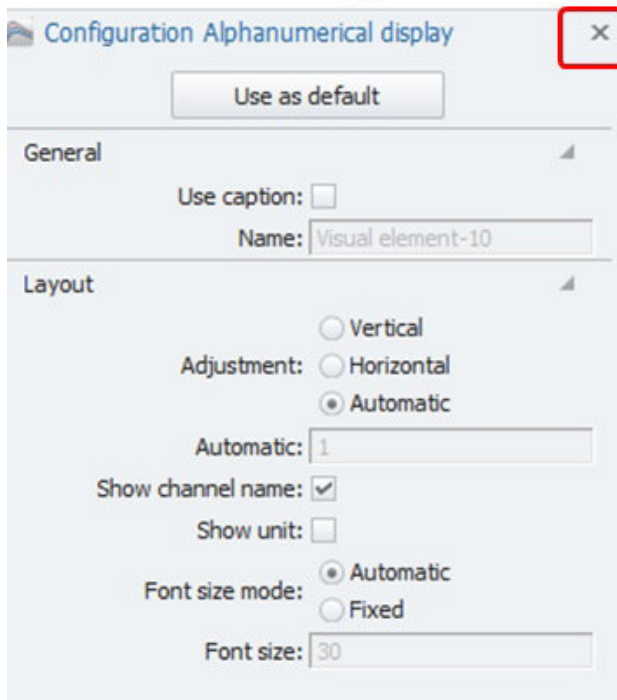 Configuration Alphanumerical display
Use as default
General
Use caption:
Name: Visual element-10
Layout
Vertical
Adjustment: Horizontal
Automatic
Automatic: 1
Show channel name:
Show unit:
Automatic
Font size mode:
Fixed
Font size: 30